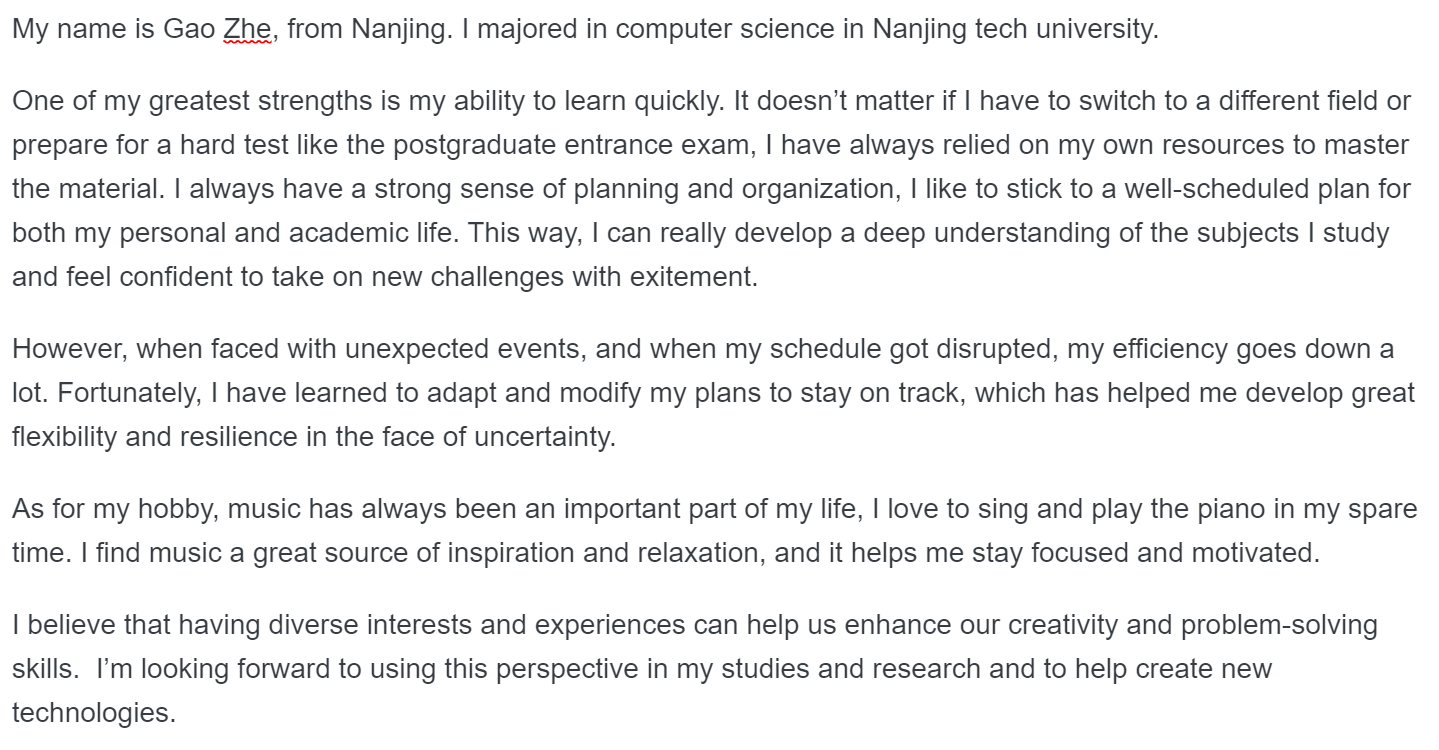 My name is Gao Zhe, from Nanjing. I majored in computer science in Nanjing tech university.
One of my greatest strengths is my ability to learn quickly. It doesn’t matter if I have to switch to a different field or
prepare for a hard test like the postgraduate entrance exam, I have always relied on my own resources to master
the material. I always have a strong sense of planning and organization, I like to stick to a well-scheduled plan for
both my personal and academic life. This way, I can really develop a deep understanding of the subjects I study
and feel confident to take on new challenges with exitement.
However, when faced with unexpected events, and when my schedule got disrupted, my efficiency goes down a
lot. Fortunately, I have learned to adapt and modify my plans to stay on track, which has helped me develop great
flexibility and resilience in the face of uncertainty.
As for my hobby, music has always been an important part of my life, I love to sing and play the piano in my spare
time. I find music a great source of inspiration and relaxation, and it helps me stay focused and motivated.
I believe that having diverse interests and experiences can help us enhance our creativity and problem-solving
skills.  I’m looking forward to using this perspective in my studies and research and to help create new
technologies.